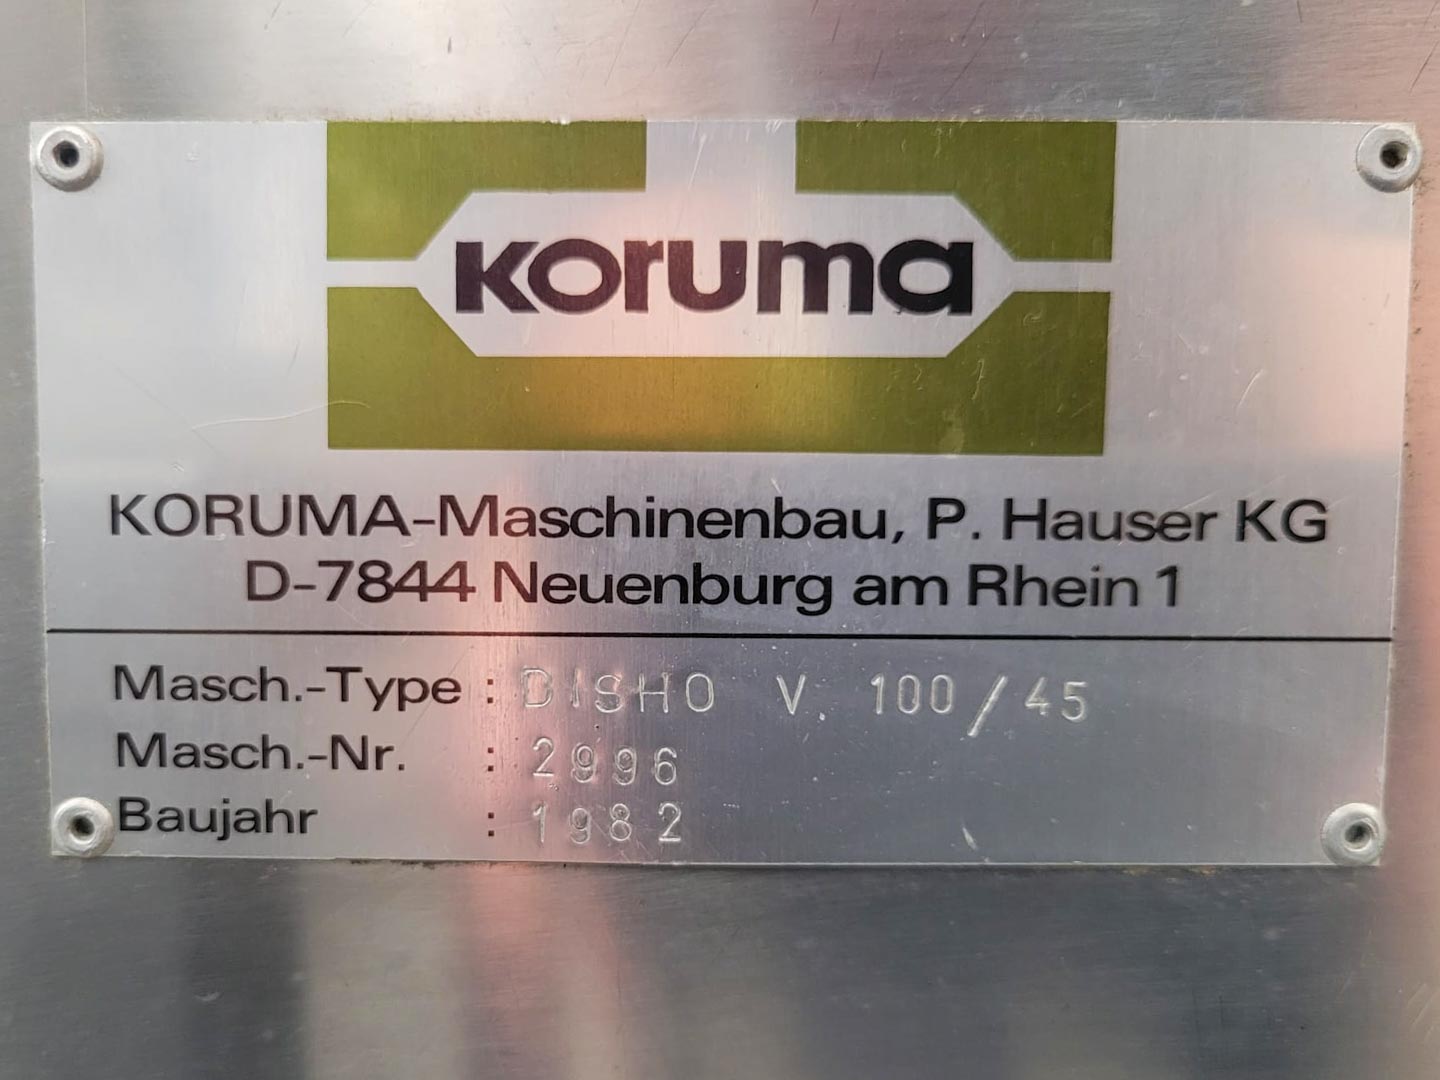 Koruma
KORUMA-Maschinenbau, P. Hauser KG
D-7844 Neuenburg am Rhein 1
Masch.-Type : DISHO V. 100/45
Masch.-Nr. : 2996
Baujahr : 1982